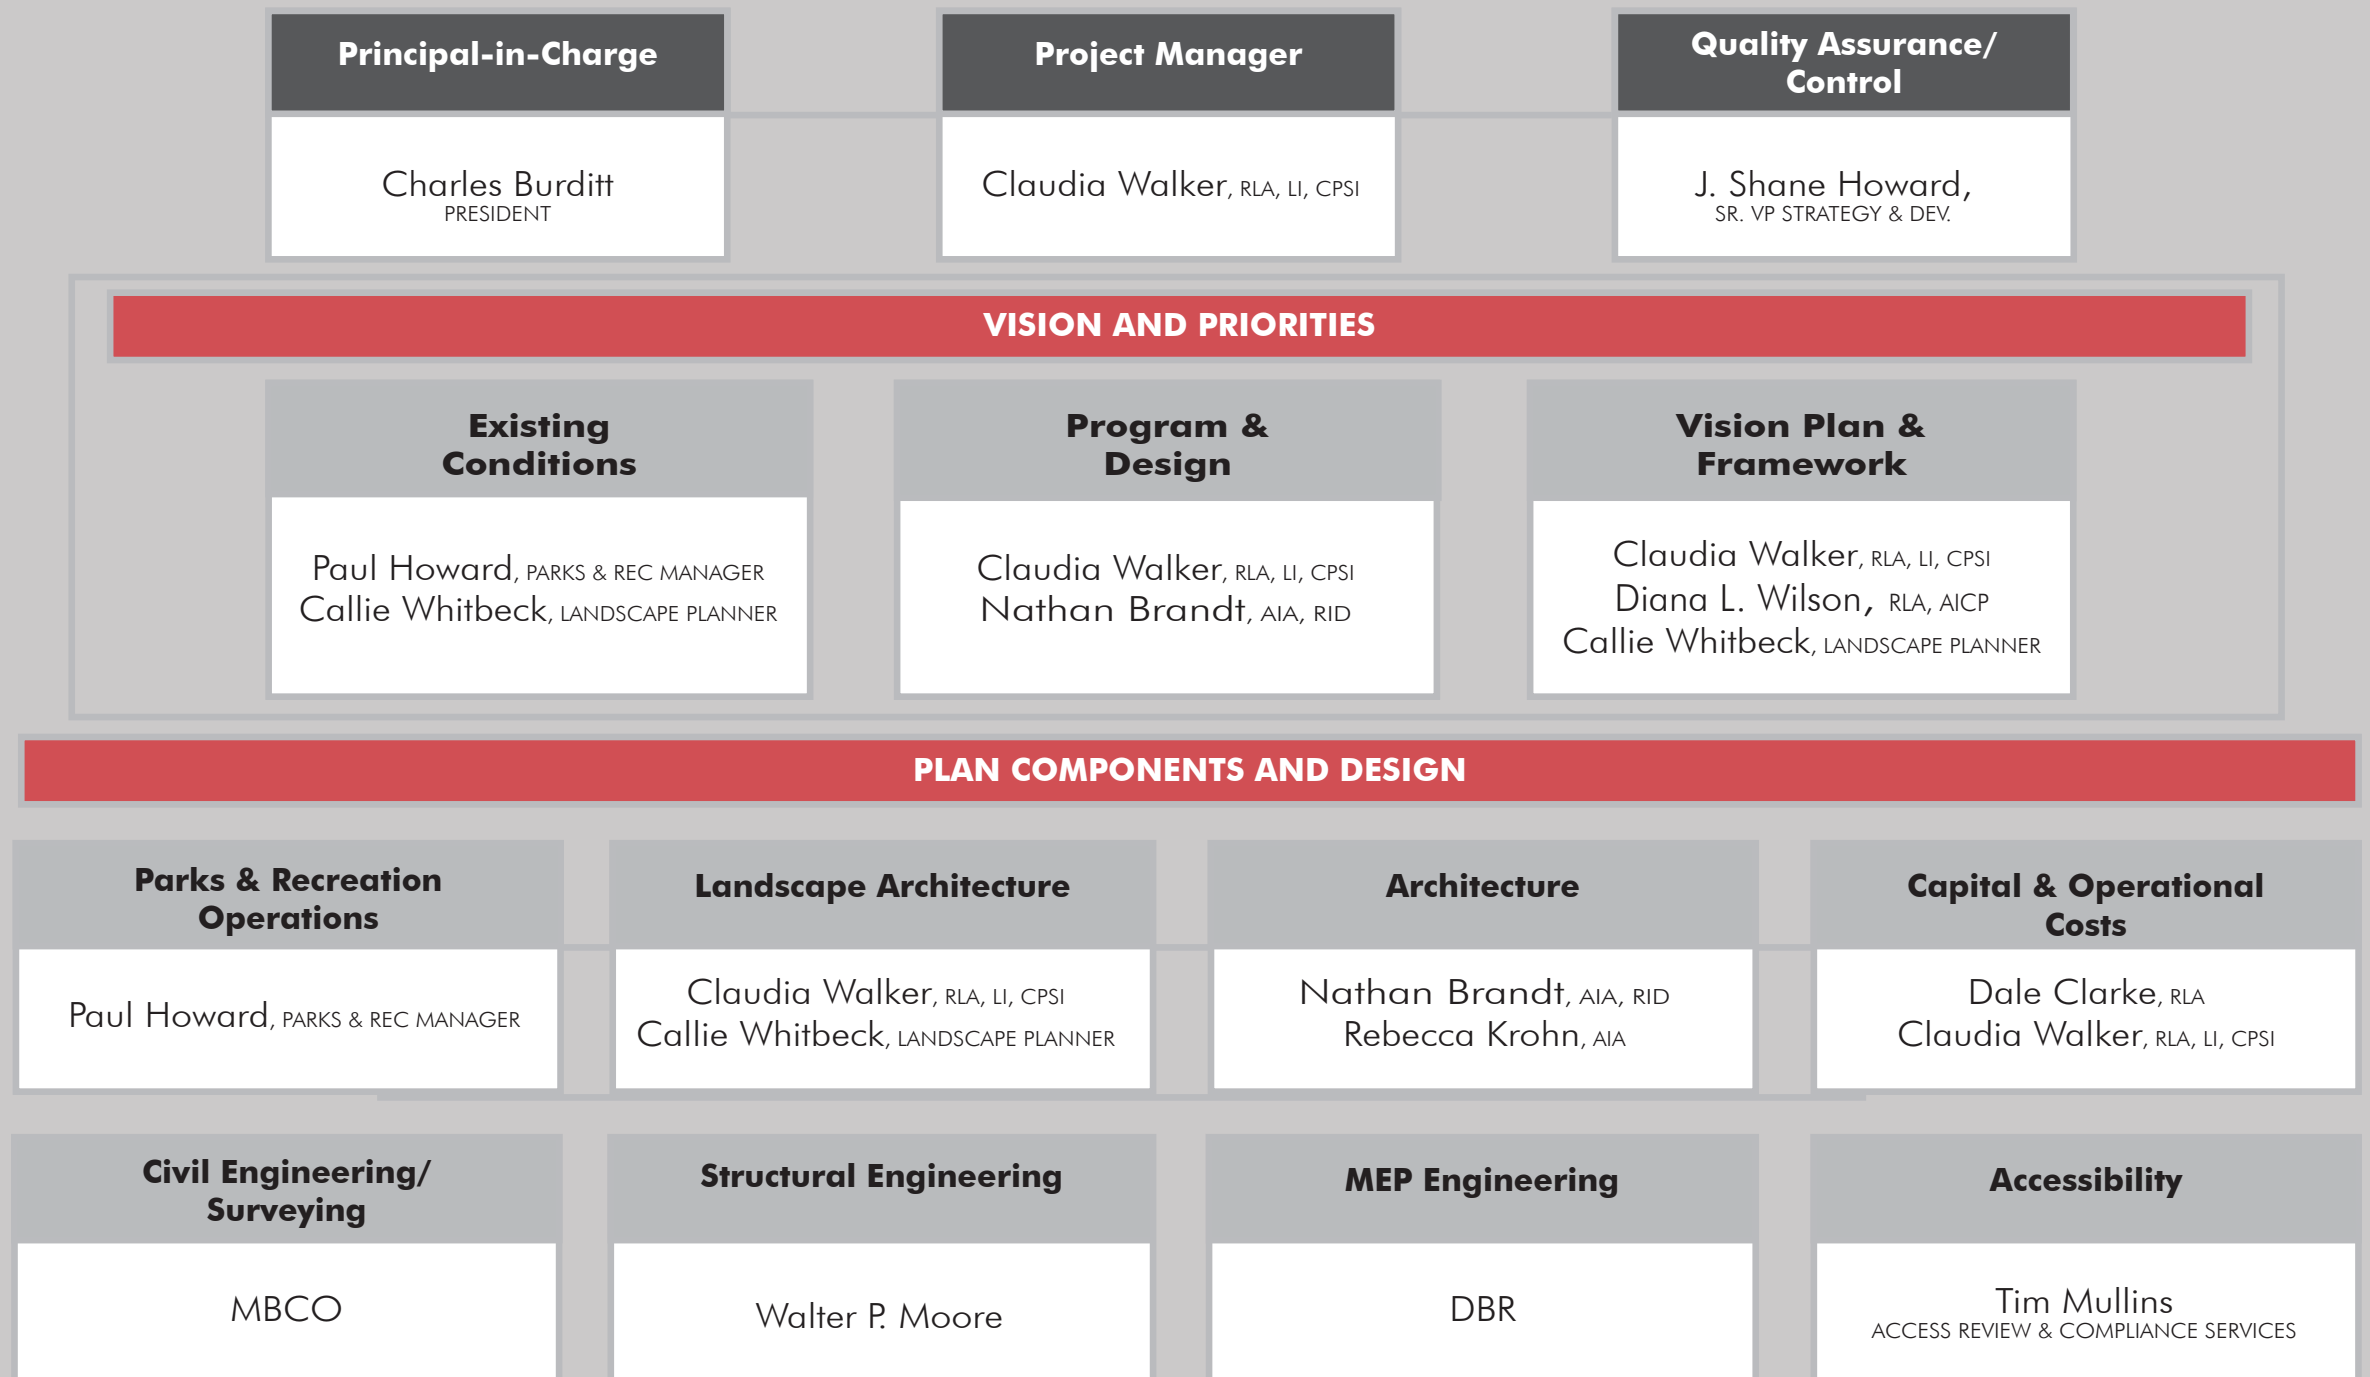 Principal-in-Charge
Charles Burditt
PRESIDENT
Project Manager
Claudia Walker, RLA, LI, CPSI
Quality Assurance/
Control
J. Shane Howard,
SR. VP STRATEGY & DEV.
VISION AND PRIORITIES
Existing
Conditions
Paul Howard, PARKS & REC MANAGER
Callie Whitbeck, LANDSCAPE PLANNER
Program &
Design
Claudia Walker, RLA, LI, CPSI
Nathan Brandt, AIA, RID
Vision Plan &
Framework
Claudia Walker, RLA, LI, CPSI
Diana L. Wilson, RLA, AICP
Callie Whitbeck, LANDSCAPE PLANNER
PLAN COMPONENTS AND DESIGN
Parks & Recreation
Operations
Paul Howard, PARKS & REC MANAGER
Landscape Architecture
Claudia Walker, RLA, LI, CPSI
Callie Whitbeck, LANDSCAPE PLANNER
Architecture
Nathan Brandt, AIA, RID
Rebecca Krohn, AIA
Capital & Operational
Costs
Dale Clarke, RLA
Claudia Walker, RLA, LI, CPSI
Civil Engineering/
Surveying
MBCO
Structural Engineering
Walter P. Moore
MEP Engineering
DBR
Accessibility
Tim Mullins
ACCESS REVIEW & COMPLIANCE SERVICES